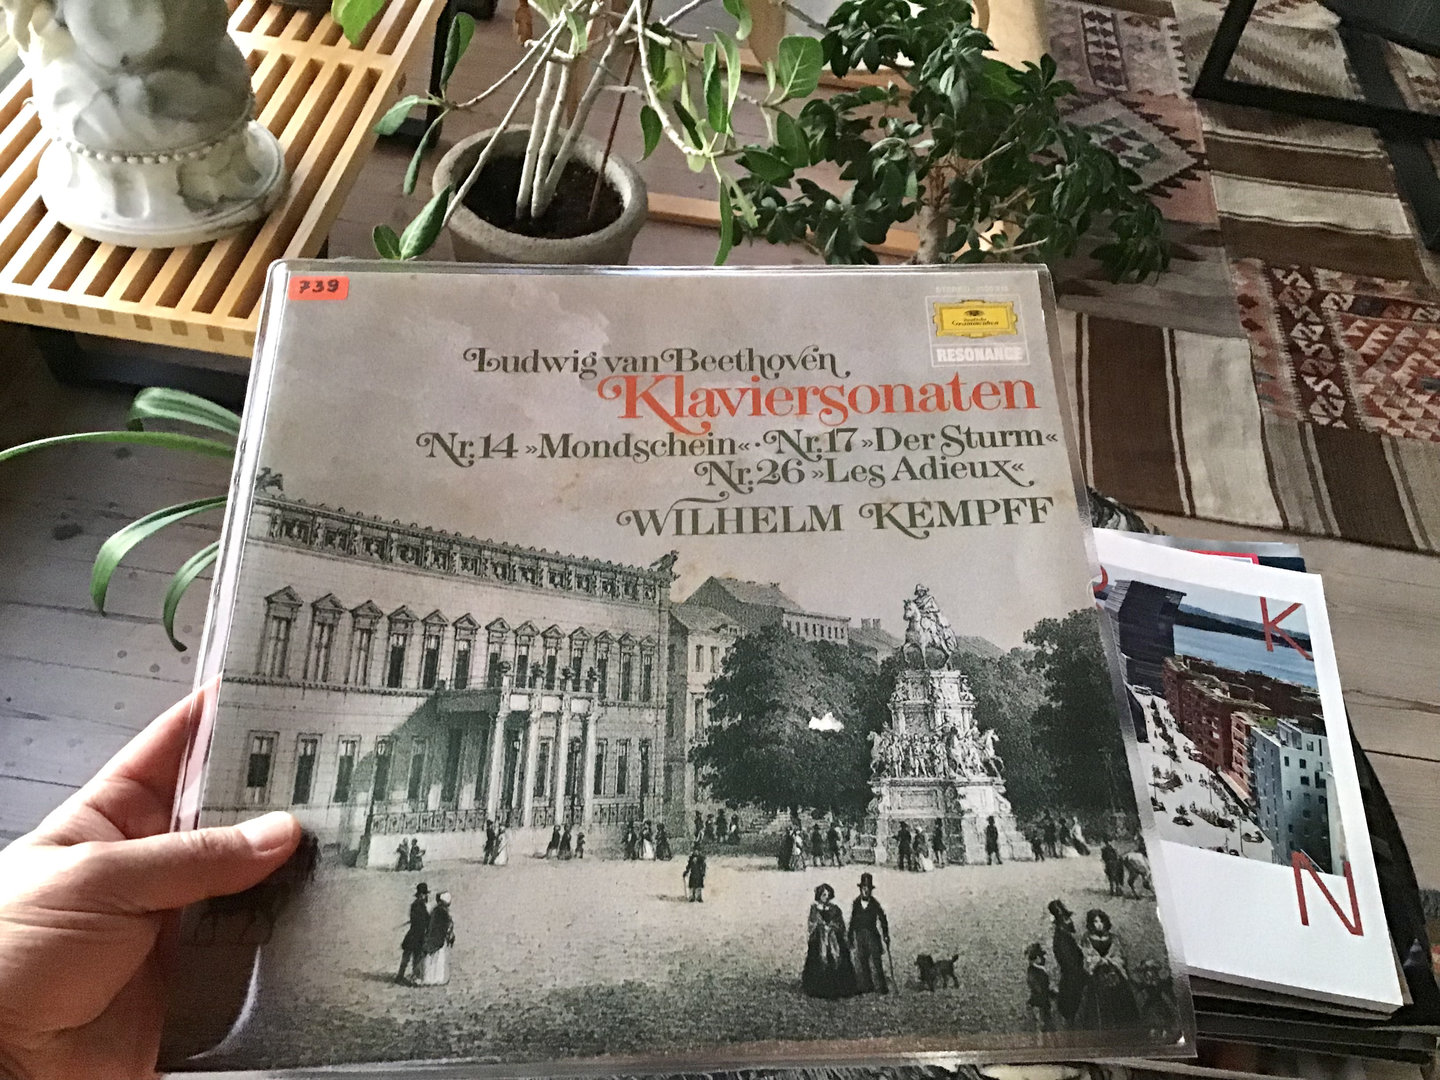 739
STEREO
Deutsche
Grammophon
RESONANCE
Ludwig van Beethoven
Klaviersonaten
Nr. 14 »Mondschein« · Nr. 17 »Der Sturm«
Nr. 26 »Les Adieux«
WILHELM KEMPFF
K
N